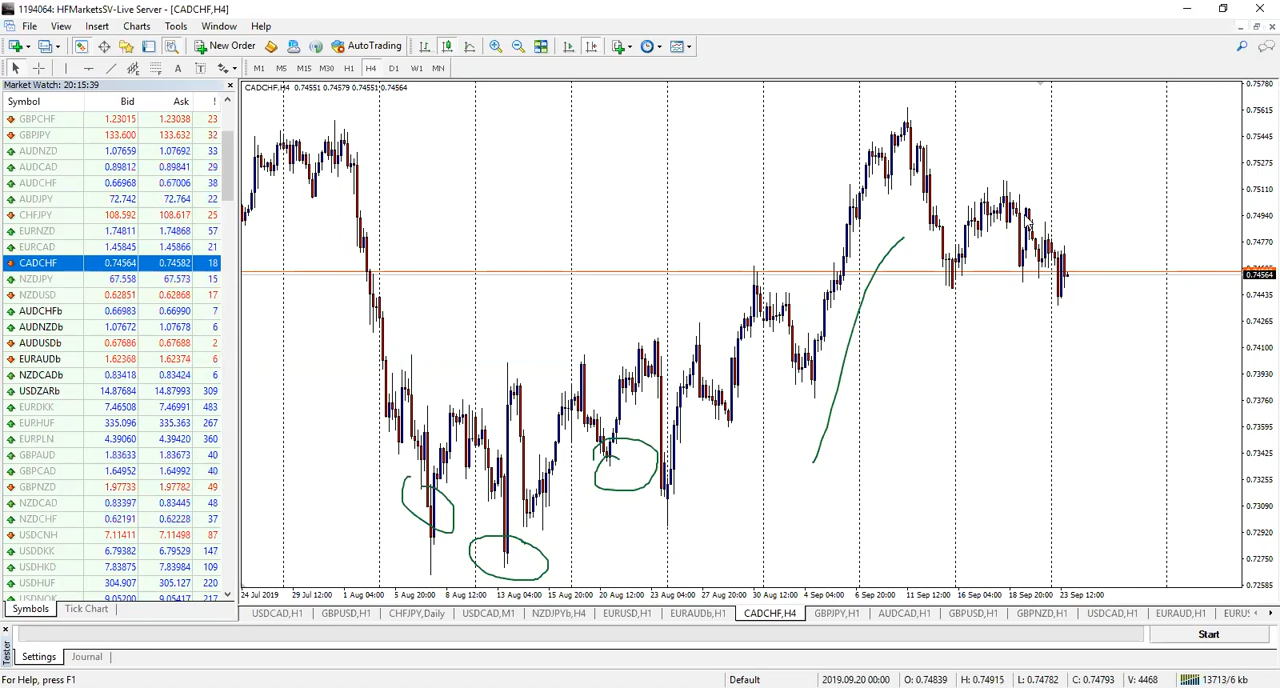 1194064: HFMarketsSV-Live Server - [CADCHF,H4]
File View Insert Charts Tools Window Help
New Order AutoTrading
A T M1 M5 M15 M30 H1 H4 D1 W1 MN
Market Watch: 20:15:39
Symbol Bid Ask !
GBPCHF 1.23015 1.23038 23
GBPJPY 133.600 133.632 32
AUDNZD 1.07659 1.07692 33
AUDCAD 0.89812 0.89841 29
AUDCHF 0.66968 0.67006 38
AUDJPY 72.742 72.764 22
CHFJPY 108.592 108.617 25
EURNZD 1.74811 1.74868 57
EURCAD 1.45845 1.45866 21
CADCHF 0.74564 0.74582 18
NZDJPY 67.558 67.573 15
NZDUSD 0.62851 0.62868 17
AUDCHFb 0.66983 0.66990 7
AUDNZDb 1.07672 1.07678 6
AUDUSDb 0.67686 0.67688 2
EURAUDb 1.62368 1.62374 6
NZDCADb 0.83418 0.83424 6
USDZARb 14.87684 14.87993 309
EURDKK 7.46508 7.46991 483
EURHUF 335.096 335.363 267
EURPLN 4.39060 4.39420 360
GBPAUD 1.83633 1.83673 40
GBPCAD 1.64952 1.64992 40
GBPNZD 1.97733 1.97782 49
NZDCAD 0.83397 0.83445 48
NZDCHF 0.62191 0.62228 37
USDCNH 7.11411 7.11498 87
USDDKK 6.79382 6.79529 147
USDHKD 7.83875 7.83984 109
USDHUF 304.907 305.127 220
USDNOK 9.05200 9.05417 217
Symbols Tick Chart
CADCHF,H4 0.74551 0.74579 0.74551 0.74564
0.75780
0.75615
0.75445
0.75275
0.75110
0.74940
0.74770
0.74564
0.74435
0.74265
0.74100
0.73930
0.73760
0.73595
0.73425
0.73255
0.73090
0.72920
0.72750
0.72585
24 Jul 2019 29 Jul 12:00 1 Aug 04:00 5 Aug 20:00 8 Aug 12:00 13 Aug 04:00 15 Aug 20:00 20 Aug 12:00 23 Aug 04:00 27 Aug 20:00 30 Aug 12:00 4 Sep 04:00 6 Sep 20:00 11 Sep 12:00 16 Sep 04:00 18 Sep 20:00 23 Sep 12:00
USDCAD,H1 GBPUSD,H1 CHFJPY,Daily USDCAD,M1 NZDJPYb,H4 EURUSD,H1 EURAUDb,H1 CADCHF,H4 GBPJPY,H1 AUDCAD,H1 GBPUSD,H1 GBPNZD,H1 USDCAD,H1 EURAUD,H1 EURUS
Start
Tester
Settings Journal
For Help, press F1 Default 2019.09.20 00:00 O: 0.74839 H: 0.74915 L: 0.74782 C: 0.74793 V: 4468 13713/6 kb